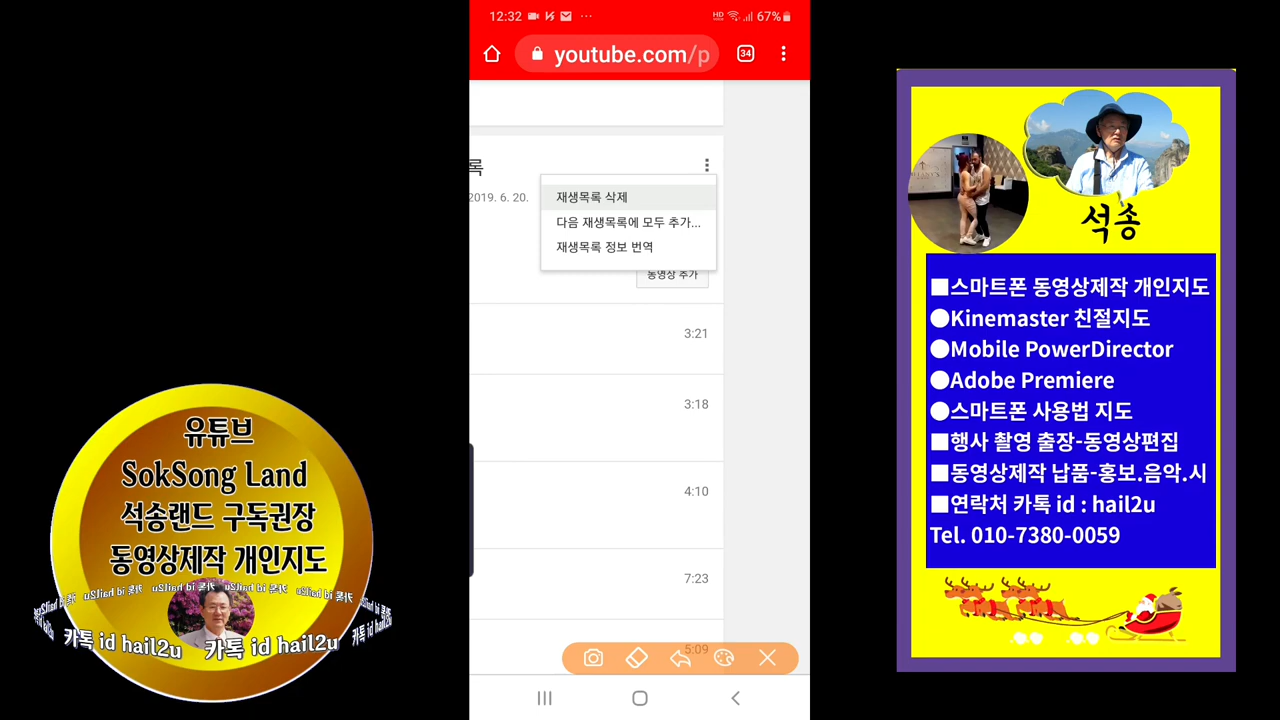 12:32
HD
67%
youtube.com/p
34
록
2019. 6. 20.
재생목록 삭제
다음 재생목록에 모두 추가...
재생목록 정보 번역
동영상 추가
3:21
3:18
4:10
7:23
5:09
유튜브
SokSong Land
석송랜드 구독권장
동영상제작 개인지도
카톡 id hail2u
카톡 id hail2u
석송
■스마트폰 동영상제작 개인지도
●Kinemaster 친절지도
●Mobile PowerDirector
●Adobe Premiere
●스마트폰 사용법 지도
■행사 촬영 출장-동영상편집
■동영상제작 납품-홍보.음악.시
■연락처 카톡 id : hail2u
Tel. 010-7380-0059